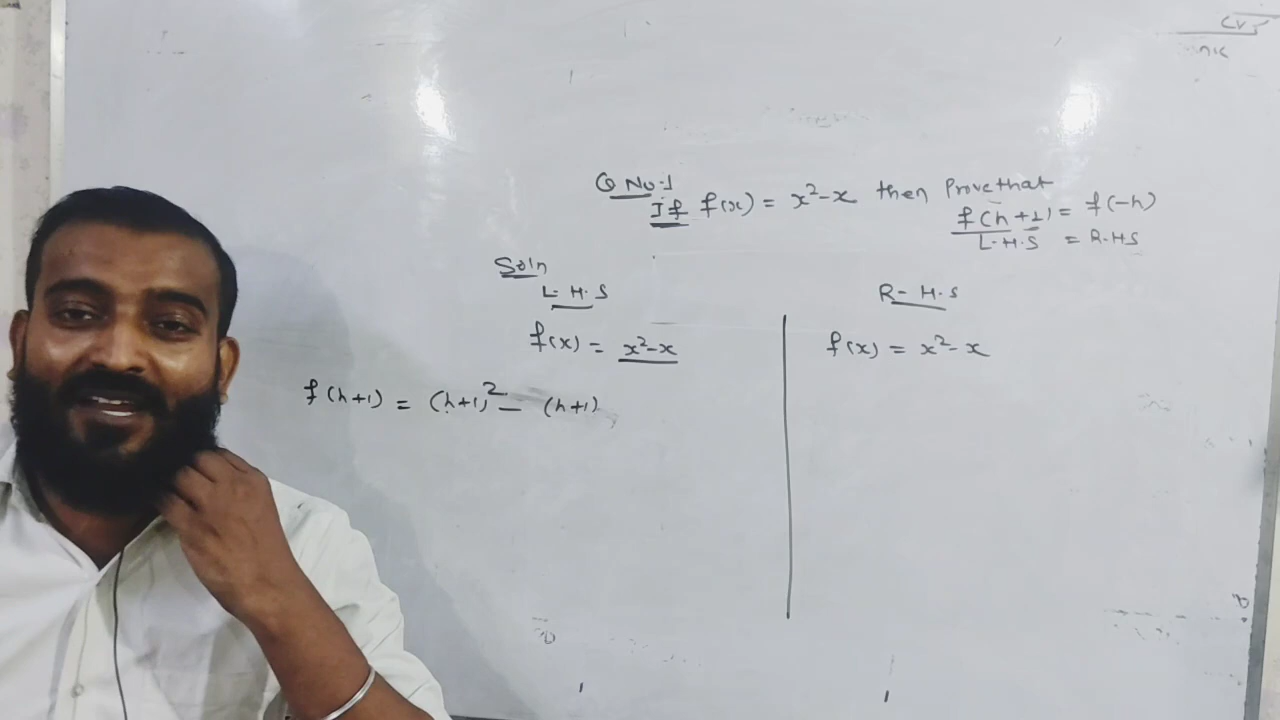 Q No:1
If f(x) = x²-x then Prove that
f(h+1) = f(-h)
L.H.S = R.H.S
Soln
L.H.S
f(x) = x²-x
f(h+1) = (h+1)² - (h+1)
R.H.S
f(x) = x²-x